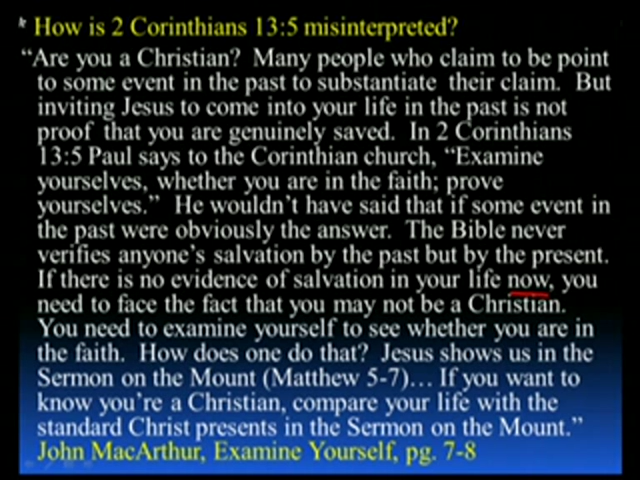 * How is 2 Corinthians 13:5 misinterpreted?
“Are you a Christian?  Many people who claim to be point
to some event in the past to substantiate  their claim.  But
inviting Jesus to come into your life in the past is not
proof  that you are genuinely saved.  In 2 Corinthians
13:5 Paul says to the Corinthian church, “Examine
yourselves, whether you are in the faith; prove
yourselves.”  He wouldn’t have said that if some event in
the past were obviously the answer.  The Bible never
verifies anyone’s salvation by the past but by the present.
If there is no evidence of salvation in your life now, you
need to face the fact that you may not be a Christian.
You need to examine yourself to see whether you are in
the faith.  How does one do that?  Jesus shows us in the
Sermon on the Mount (Matthew 5-7)… If you want to
know you’re a Christian, compare your life with the
standard Christ presents in the Sermon on the Mount.”
John MacArthur, Examine Yourself, pg. 7-8